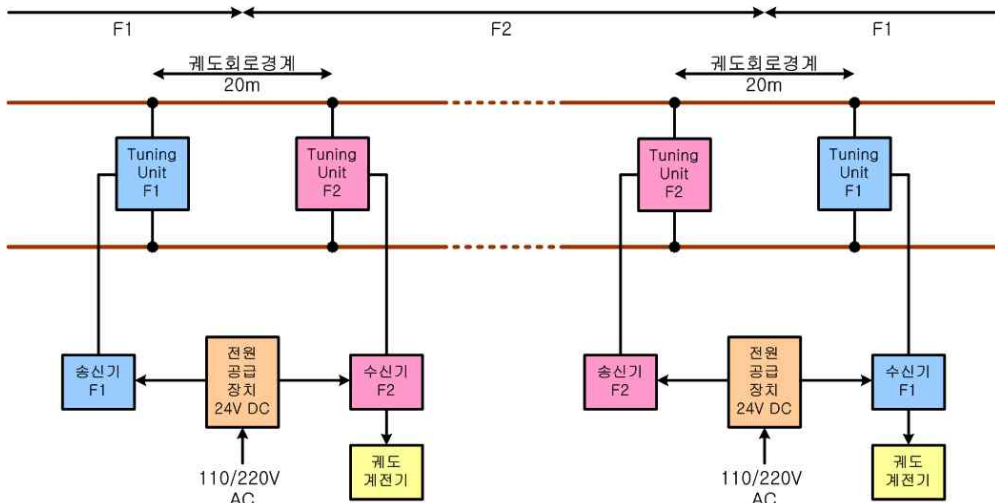 F1
F2
F1
궤도회로경계
20m
궤도회로경계
20m
Tuning
Unit
F1
Tuning
Unit
F2
Tuning
Unit
F2
Tuning
Unit
F1
송신기
F1
전원
공급
장치
24V DC
수신기
F2
송신기
F2
전원
공급
장치
24V DC
수신기
F1
110/220V
AC
궤도
계전기
110/220V
AC
궤도
계전기